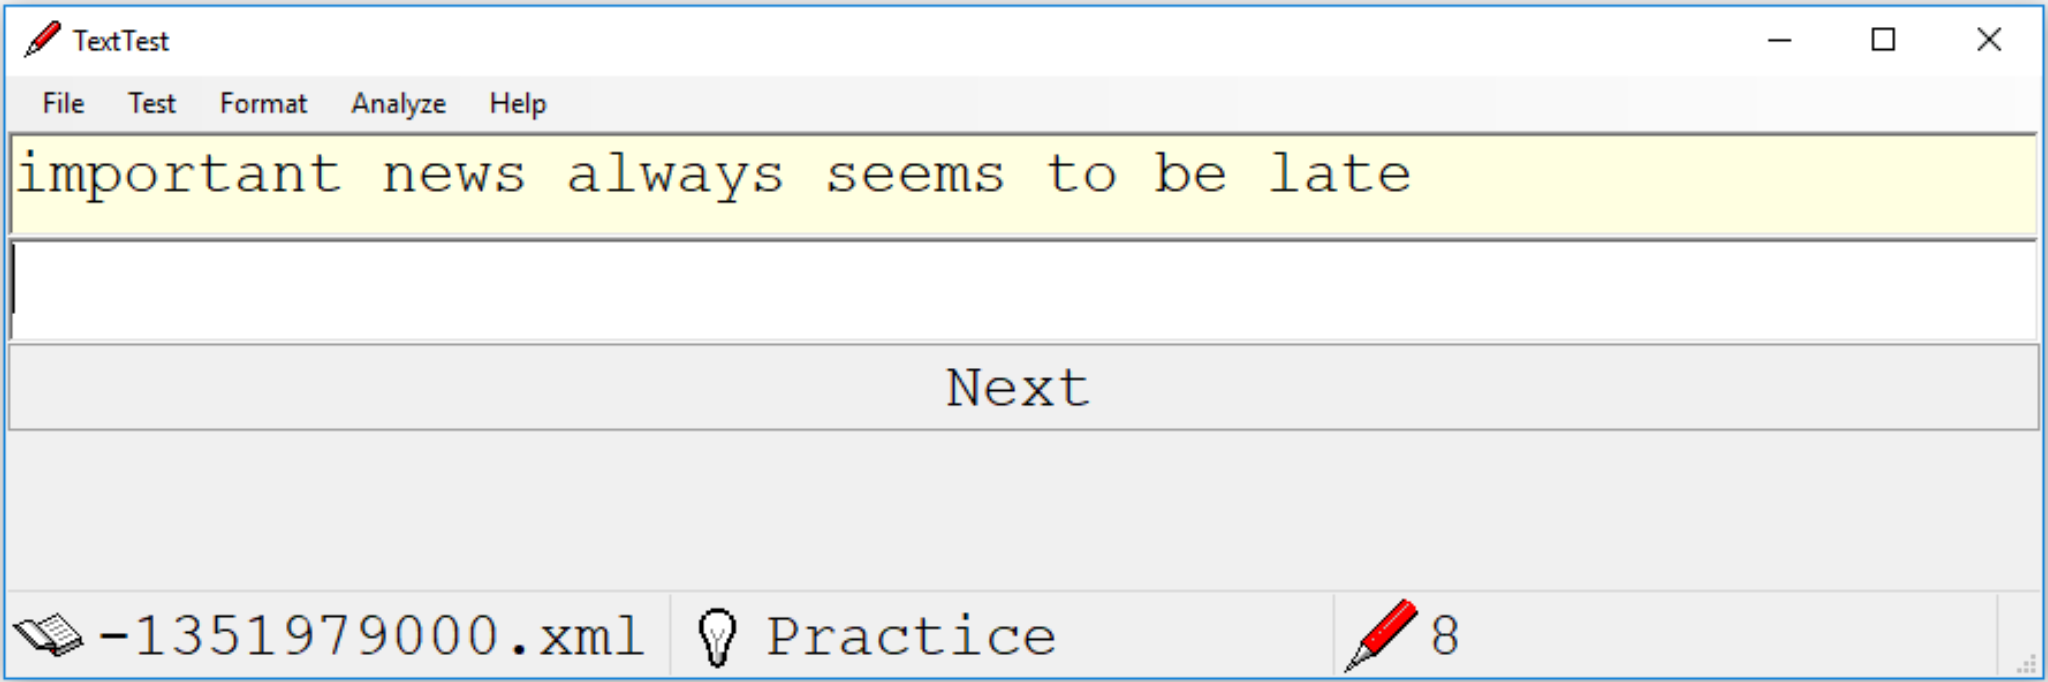 TextTest
File Test Format Analyze Help
important news always seems to be late
Next
-1351979000.xml Practice 8